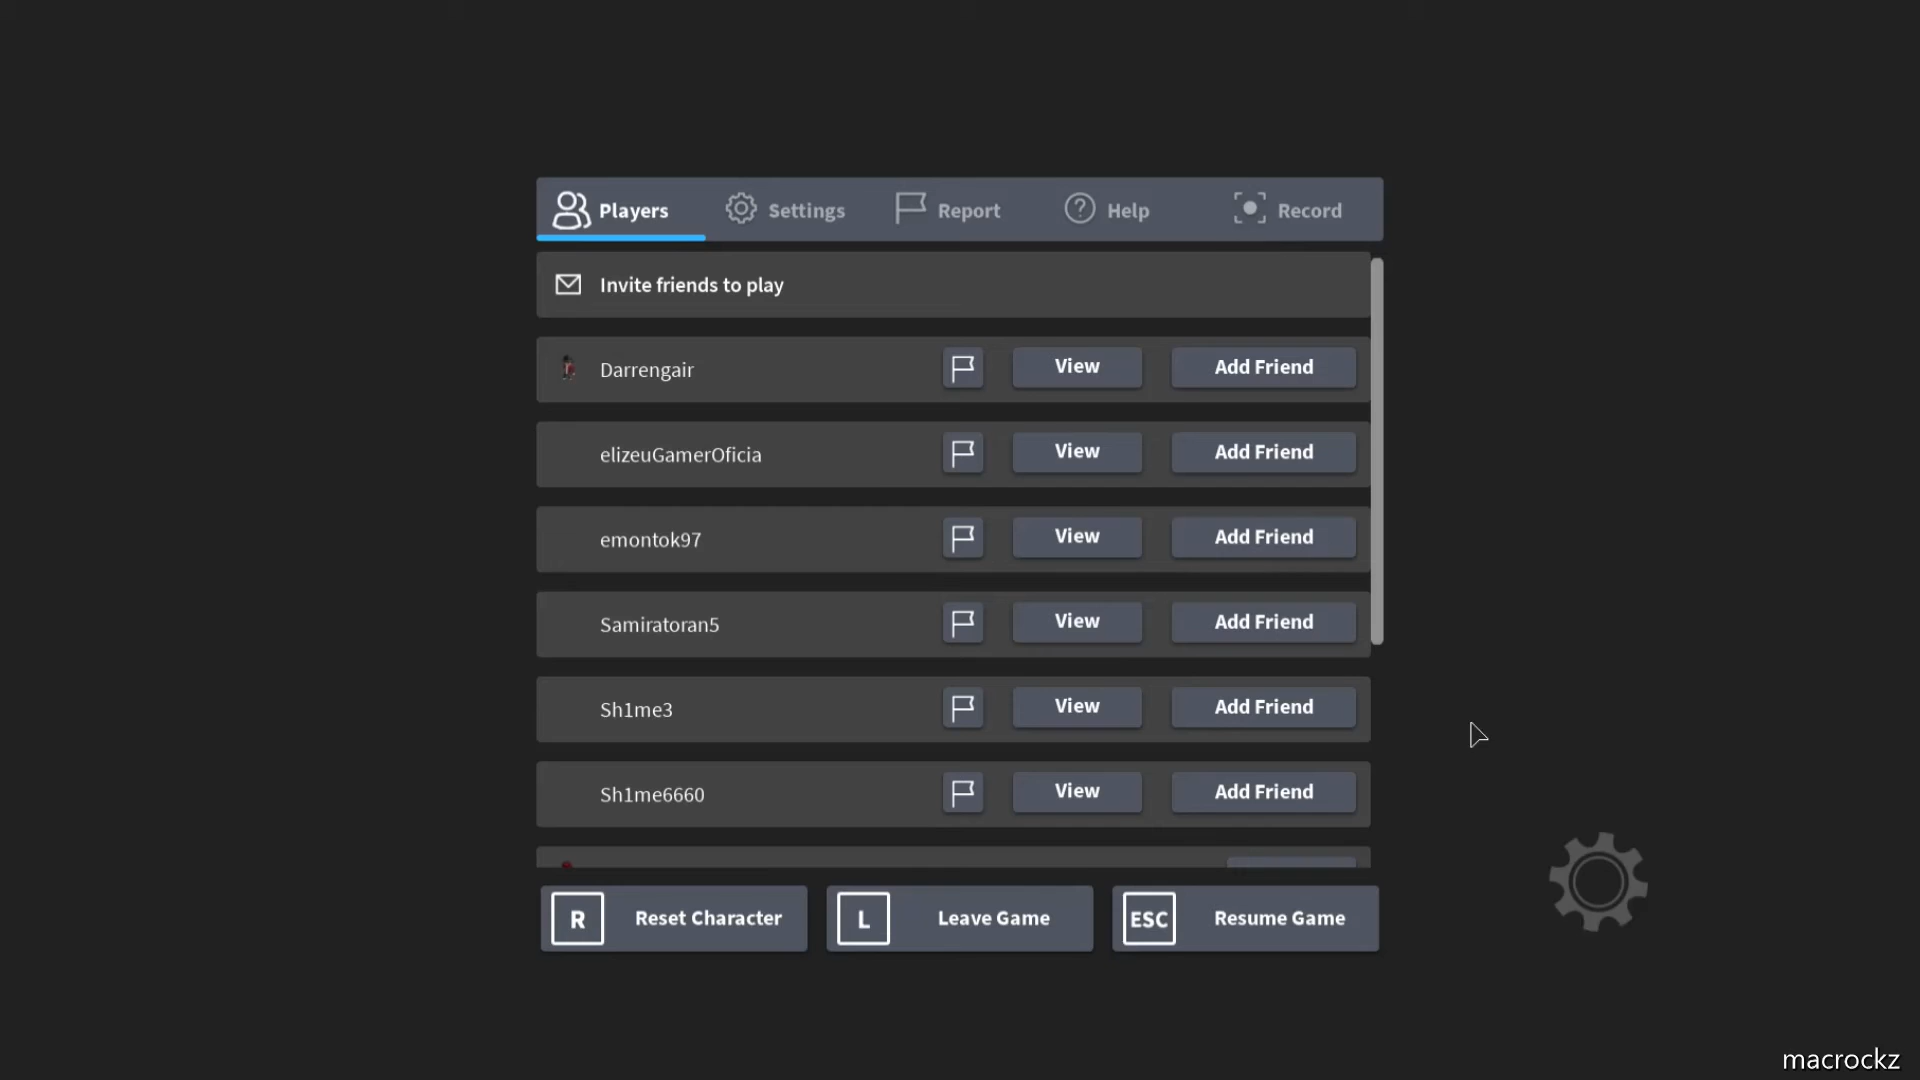 Players Settings Report Help Record
Invite friends to play
Darrengair View Add Friend
elizeuGamerOficia View Add Friend
emontok97 View Add Friend
Samiratoran5 View Add Friend
Sh1me3 View Add Friend
Sh1me6660 View Add Friend
R Reset Character L Leave Game ESC Resume Game
macrockz